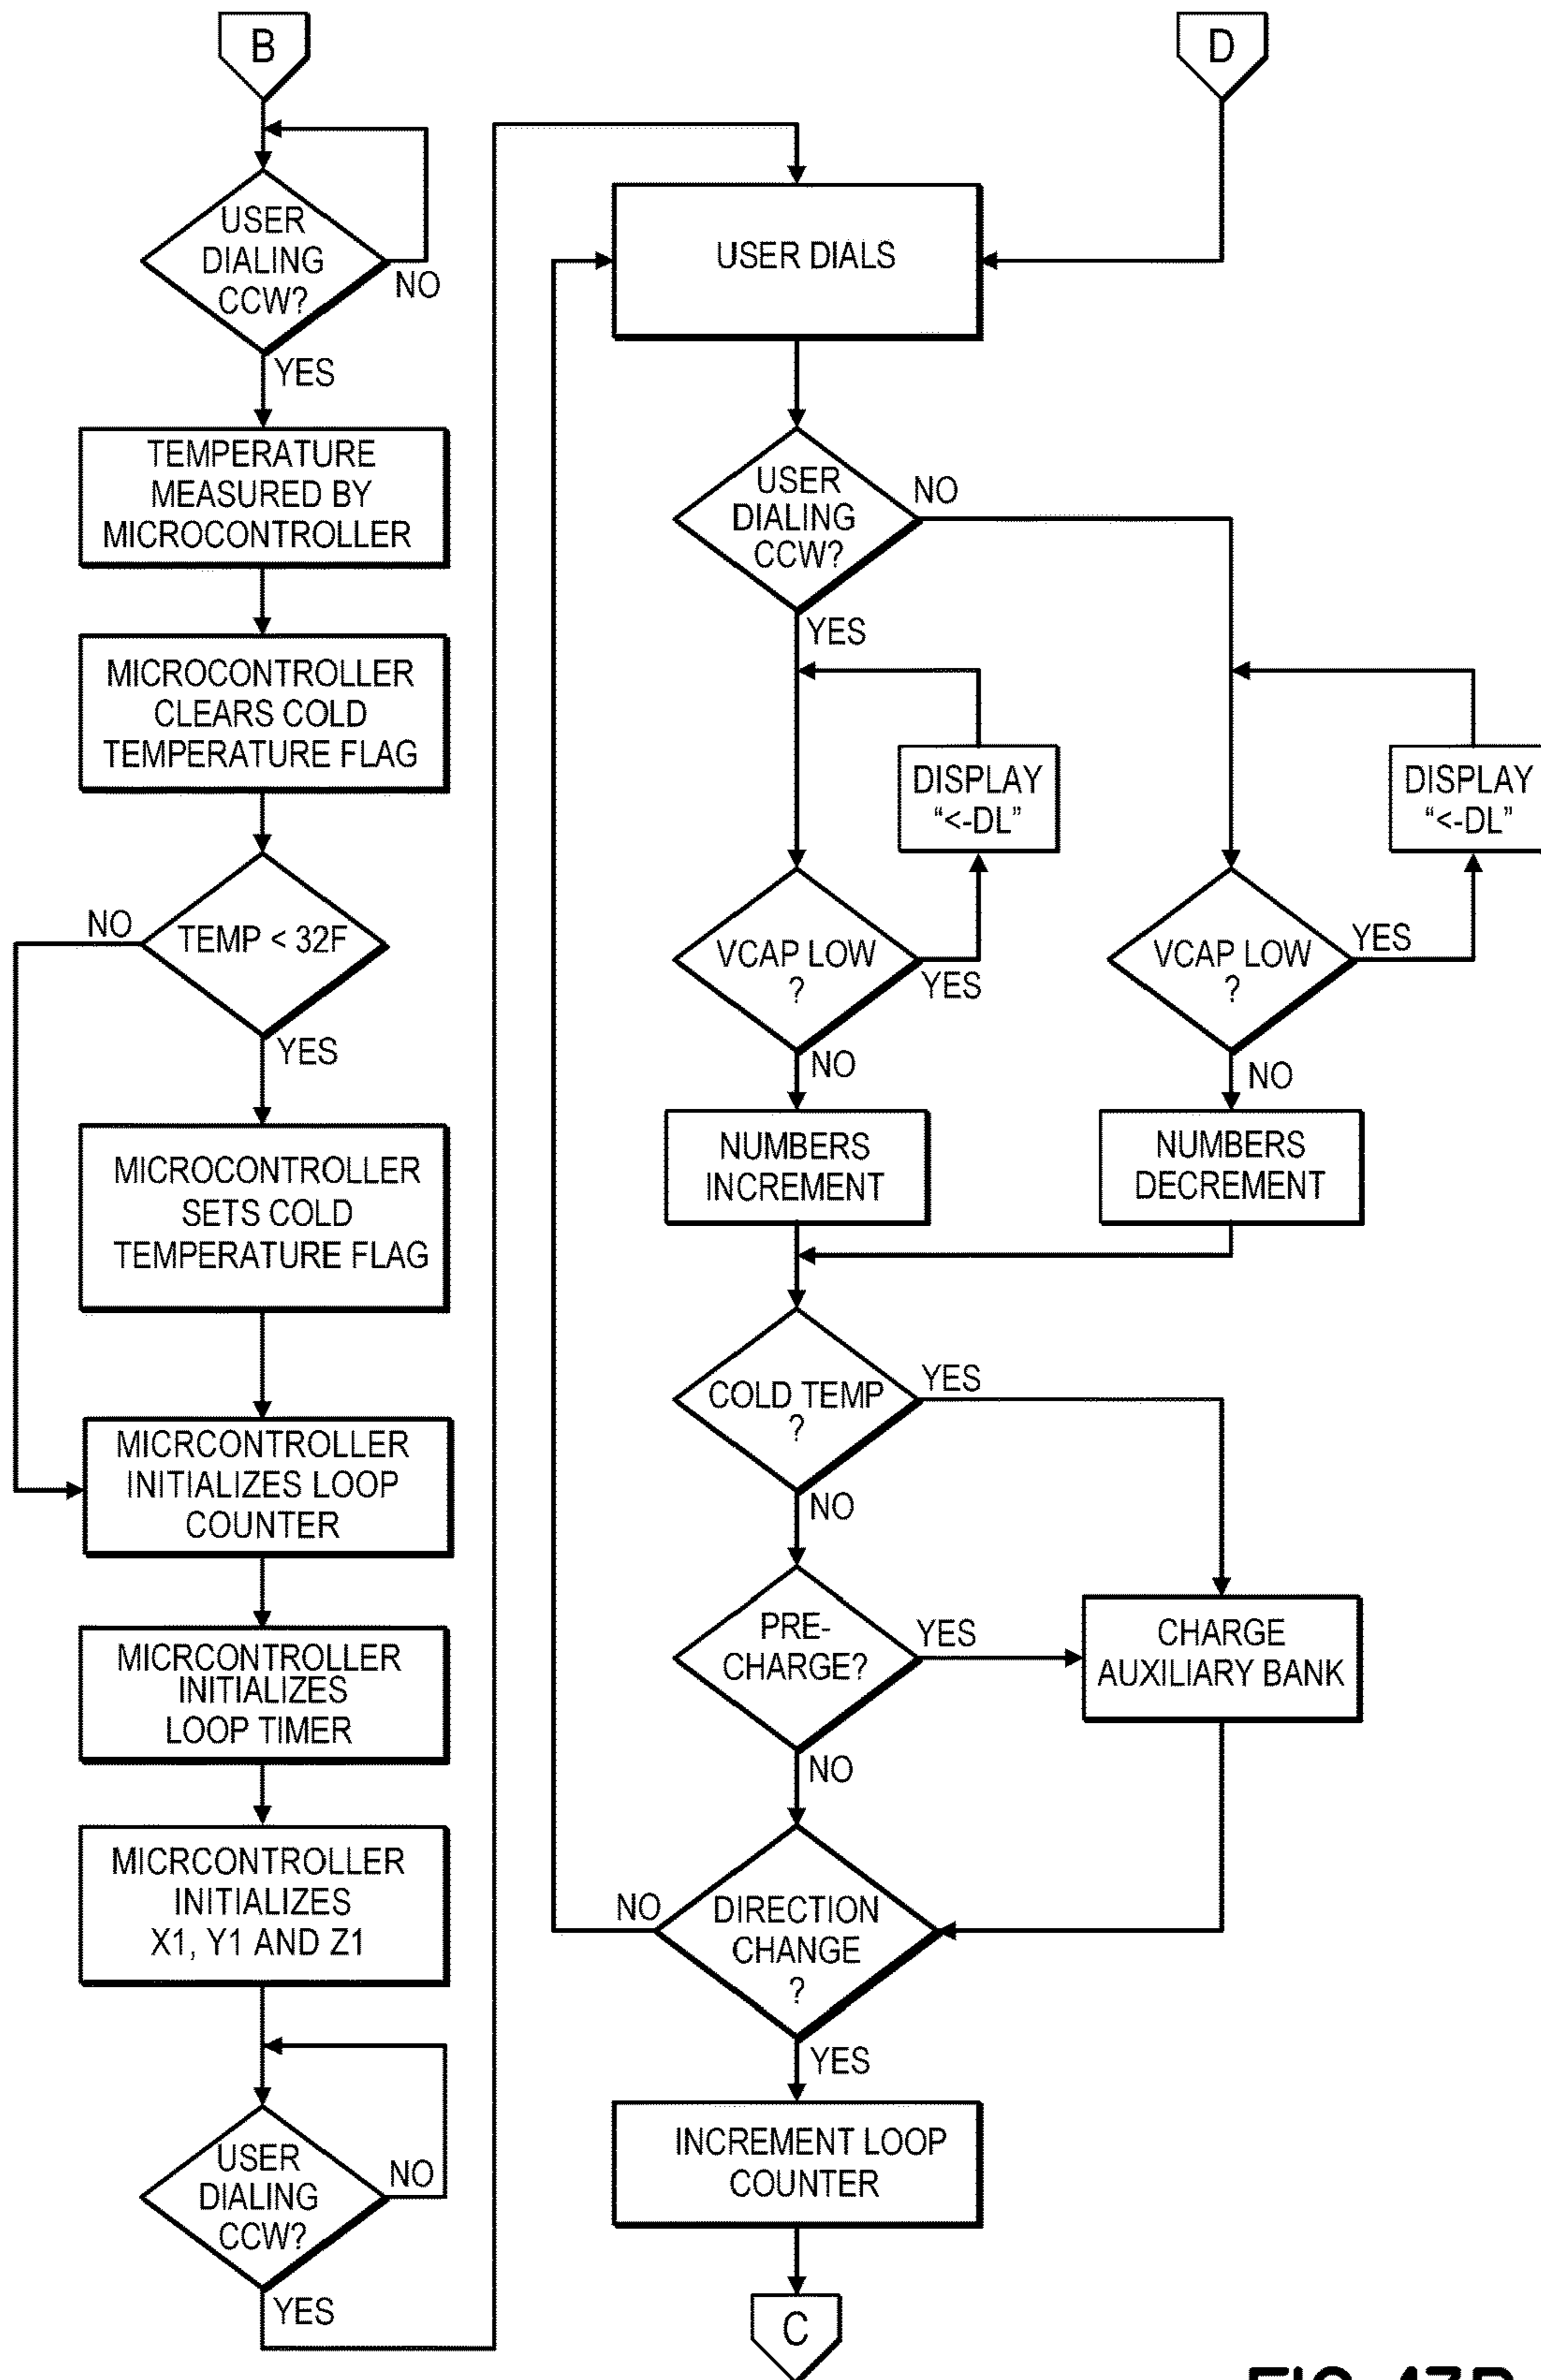 B
USER
DIALING
CCW?
NO
YES
TEMPERATURE
MEASURED BY
MICROCONTROLLER
MICROCONTROLLER
CLEARS COLD
TEMPERATURE FLAG
NO
TEMP < 32F
YES
MICROCONTROLLER
SETS COLD
TEMPERATURE FLAG
MICRCONTROLLER
INITIALIZES LOOP
COUNTER
MICRCONTROLLER
INITIALIZES
LOOP TIMER
MICRCONTROLLER
INITIALIZES
X1, Y1 AND Z1
USER
DIALING
CCW?
NO
YES
D
USER DIALS
USER
DIALING
CCW?
NO
YES
DISPLAY
“<-DL”
DISPLAY
“<-DL”
VCAP LOW
?
YES
NO
VCAP LOW
?
YES
NO
NUMBERS
INCREMENT
NUMBERS
DECREMENT
COLD TEMP
?
YES
NO
PRE-
CHARGE?
YES
NO
CHARGE
AUXILIARY BANK
DIRECTION
CHANGE
?
NO
YES
INCREMENT LOOP
COUNTER
C